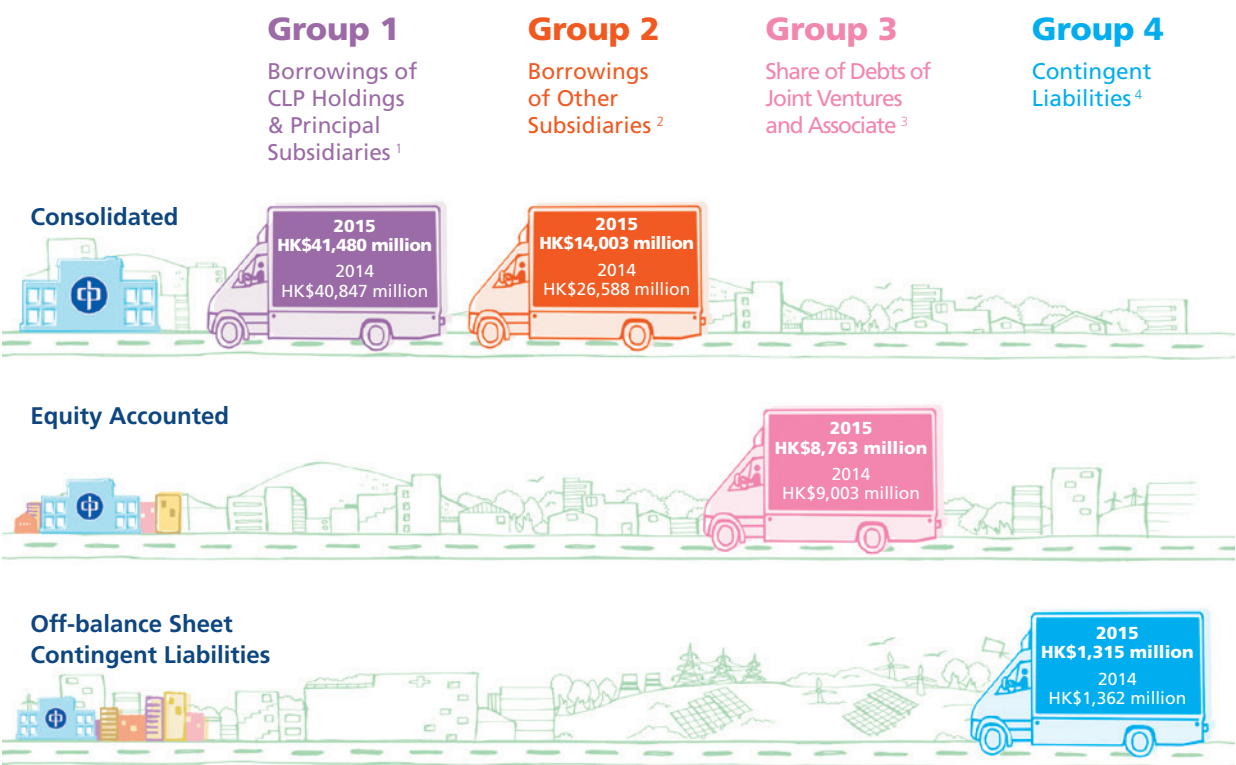 Group 1
Borrowings of
CLP Holdings
& Principal
Subsidiaries 1
Group 2
Borrowings
of Other
Subsidiaries 2
Group 3
Share of Debts of
Joint Ventures
and Associate 3
Group 4
Contingent
Liabilities 4
Consolidated
2015
HK$41,480 million
2014
HK$40,847 million
2015
HK$14,003 million
2014
HK$26,588 million
Equity Accounted
2015
HK$8,763 million
2014
HK$9,003 million
Off-balance Sheet
Contingent Liabilities
2015
HK$1,315 million
2014
HK$1,362 million